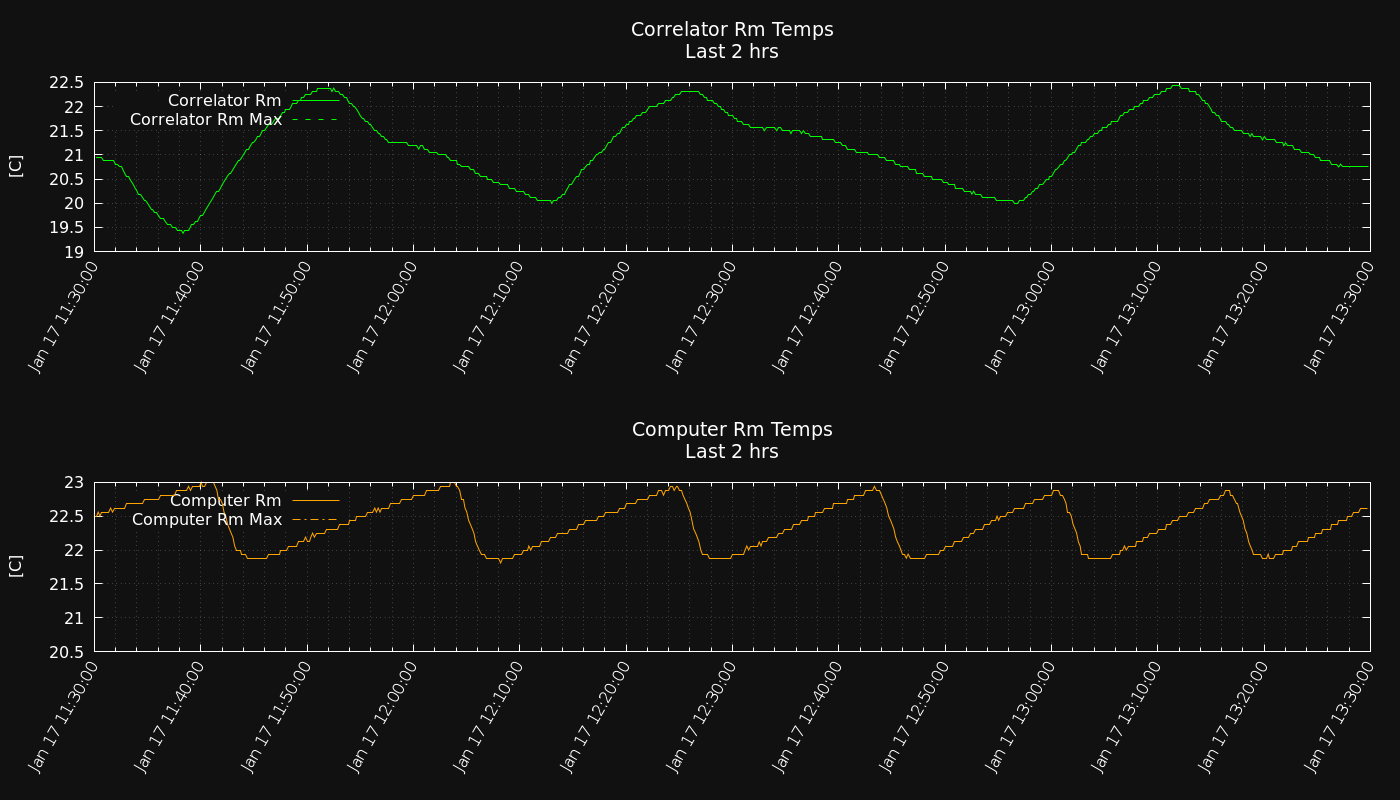 Correlator Rm Temps
Last 2 hrs
22.5
22
21.5
21
20.5
20
19.5
19
[C]
Correlator Rm
Correlator Rm Max
Jan 17 11:30:00
Jan 17 11:40:00
Jan 17 11:50:00
Jan 17 12:00:00
Jan 17 12:10:00
Jan 17 12:20:00
Jan 17 12:30:00
Jan 17 12:40:00
Jan 17 12:50:00
Jan 17 13:00:00
Jan 17 13:10:00
Jan 17 13:20:00
Jan 17 13:30:00
Computer Rm Temps
Last 2 hrs
23
22.5
22
21.5
21
20.5
[C]
Computer Rm
Computer Rm Max
Jan 17 11:30:00
Jan 17 11:40:00
Jan 17 11:50:00
Jan 17 12:00:00
Jan 17 12:10:00
Jan 17 12:20:00
Jan 17 12:30:00
Jan 17 12:40:00
Jan 17 12:50:00
Jan 17 13:00:00
Jan 17 13:10:00
Jan 17 13:20:00
Jan 17 13:30:00